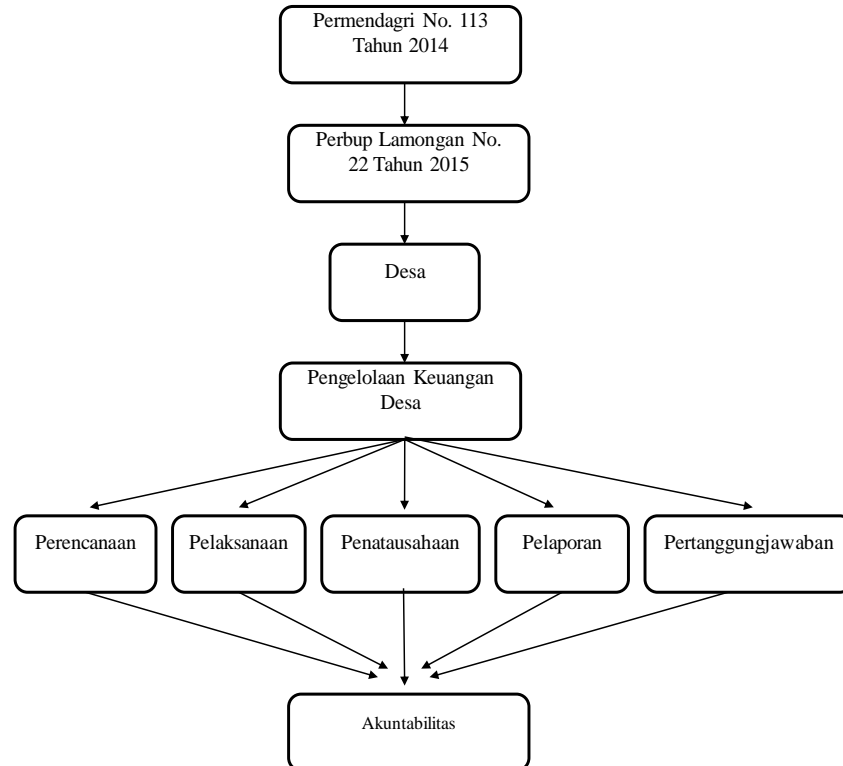 Permendagri No. 113
Tahun 2014
Perbup Lamongan No.
22 Tahun 2015
Desa
Pengelolaan Keuangan
Desa
Perencanaan
Pelaksanaan
Penatausahaan
Pelaporan
Pertanggungjawaban
Akuntabilitas